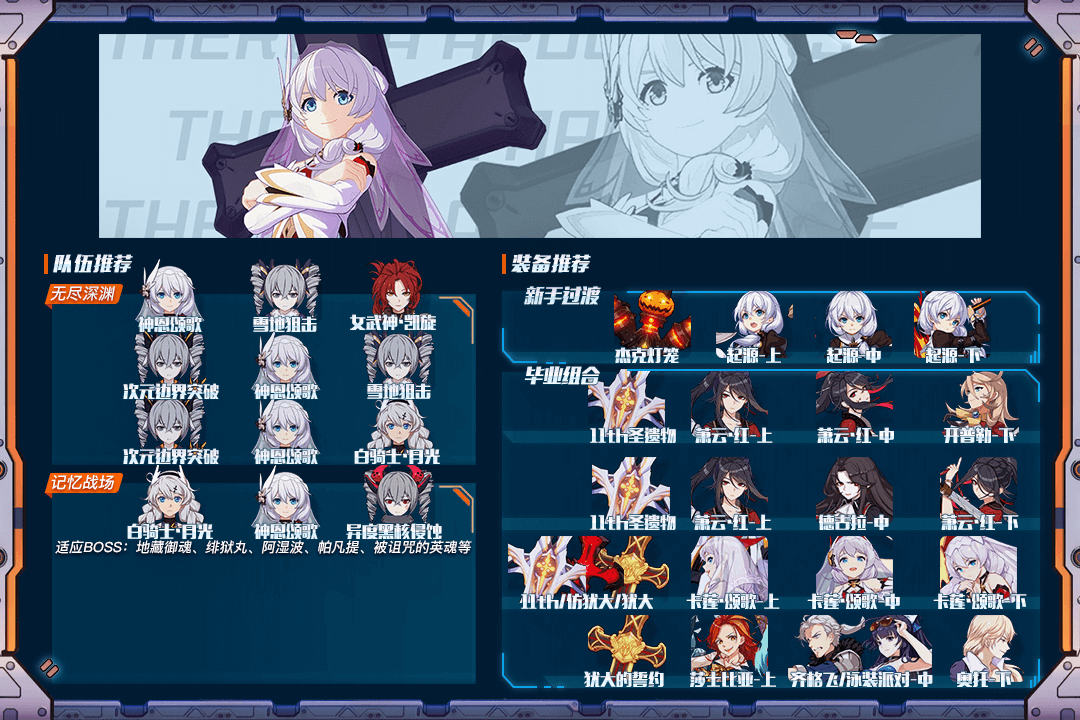 队伍推荐
无尽深渊
神恩颂歌 雪地狙击 女武神·凯旋
次元边界突破 神恩颂歌 雪地狙击
次元边界突破 神恩颂歌 白骑士·月光
记忆战场
白骑士·月光 神恩颂歌 异度黑核侵蚀
适应BOSS：地藏御魂、绯狱丸、阿湿波、帕凡提、被诅咒的英魂等
装备推荐
新手过渡
杰克灯笼 起源-上 起源-中 起源-下
毕业组合
11th圣遗物 萧云·红-上 萧云·红-中 开普勒-下
11th圣遗物 萧云·红-上 德古拉-中 萧云·红-下
11th/仿犹大/犹大 卡莲·颂歌-上 卡莲·颂歌-中 卡莲·颂歌-下
犹大的誓约 莎士比亚-上 齐格飞/泳装派对-中 奥托-下